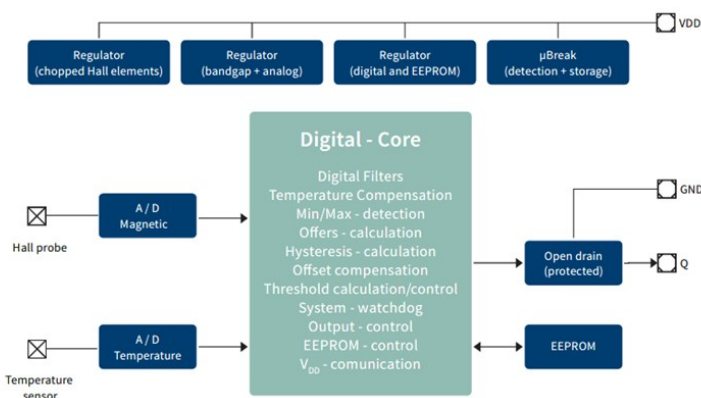 VDD
Regulator
(chopped Hall elements)
Regulator
(bandgap + analog)
Regulator
(digital and EEPROM)
µBreak
(detection + storage)
Digital - Core
Digital Filters
Temperature Compensation
Min/Max - detection
Offers - calculation
Hysteresis - calculation
Offset compensation
Threshold calculation/control
System - watchdog
Output - control
EEPROM - control
V_DD - comunication
A / D
Magnetic
Hall probe
A / D
Temperature
Temperature
sensor
GND
Open drain
(protected)
Q
EEPROM